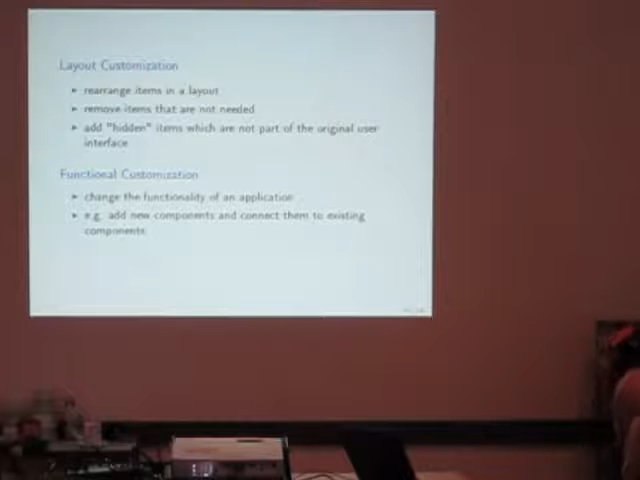 Layout Customization
▸ rearrange items in a layout
▸ remove items that are not needed
▸ add "hidden" items which are not part of the original user
interface
Functional Customization
▸ change the functionality of an application
▸ e.g. add new components and connect them to existing
components